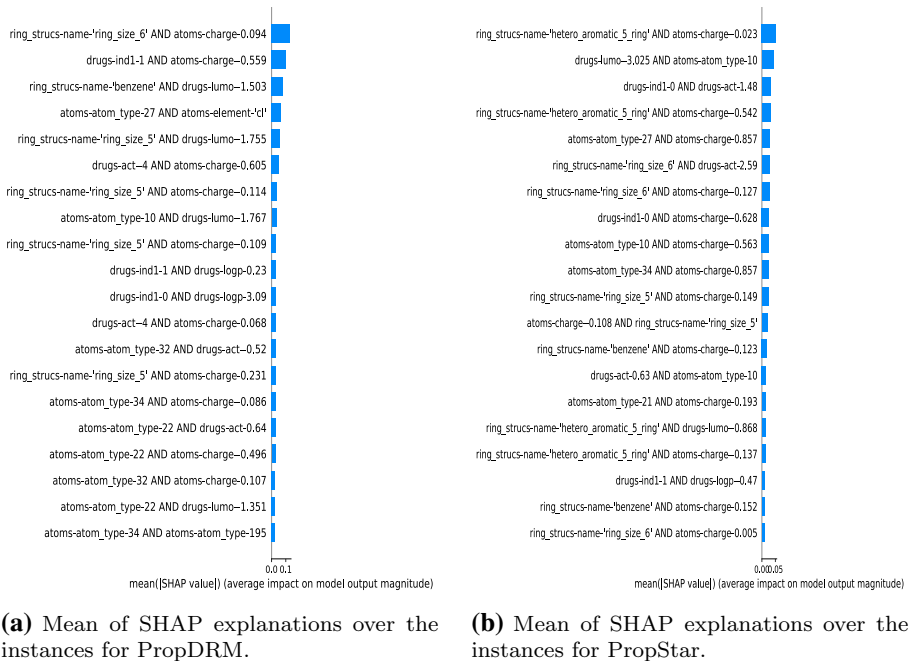 ring_strucs-name-'ring_size_6' AND atoms-charge-0.094
drugs-ind1-1 AND atoms-charge–0.559
ring_strucs-name-'benzene' AND drugs-lumo–1.503
atoms-atom_type-27 AND atoms-element-'cl'
ring_strucs-name-'ring_size_5' AND drugs-lumo–1.755
drugs-act–4 AND atoms-charge-0.605
ring_strucs-name-'ring_size_5' AND atoms-charge–0.114
atoms-atom_type-10 AND drugs-lumo–1.767
ring_strucs-name-'ring_size_5' AND atoms-charge–0.109
drugs-ind1-1 AND drugs-logp-0.23
drugs-ind1-0 AND drugs-logp-3.09
drugs-act–4 AND atoms-charge-0.068
atoms-atom_type-32 AND drugs-act–0.52
ring_strucs-name-'ring_size_5' AND atoms-charge-0.231
atoms-atom_type-34 AND atoms-charge–0.086
atoms-atom_type-22 AND drugs-act-0.64
atoms-atom_type-22 AND atoms-charge–0.496
atoms-atom_type-32 AND atoms-charge-0.107
atoms-atom_type-22 AND drugs-lumo–1.351
atoms-atom_type-34 AND atoms-atom_type-195
0.0 0.1
mean(|SHAP value|) (average impact on model output magnitude)
(a) Mean of SHAP explanations over the
instances for PropDRM.
ring_strucs-name-'hetero_aromatic_5_ring' AND atoms-charge–0.023
drugs-lumo–3.025 AND atoms-atom_type-10
drugs-ind1-0 AND drugs-act-1.48
ring_strucs-name-'hetero_aromatic_5_ring' AND atoms-charge–0.542
atoms-atom_type-27 AND atoms-charge-0.857
ring_strucs-name-'ring_size_6' AND drugs-act-2.59
ring_strucs-name-'ring_size_6' AND atoms-charge–0.127
drugs-ind1-0 AND atoms-charge–0.628
atoms-atom_type-10 AND atoms-charge-0.563
atoms-atom_type-34 AND atoms-charge-0.857
ring_strucs-name-'ring_size_5' AND atoms-charge-0.149
atoms-charge–0.108 AND ring_strucs-name-'ring_size_5'
ring_strucs-name-'benzene' AND atoms-charge–0.123
drugs-act-0.63 AND atoms-atom_type-10
atoms-atom_type-21 AND atoms-charge-0.193
ring_strucs-name-'hetero_aromatic_5_ring' AND drugs-lumo–0.868
ring_strucs-name-'hetero_aromatic_5_ring' AND atoms-charge–0.137
drugs-ind1-1 AND drugs-logp–0.47
ring_strucs-name-'benzene' AND atoms-charge-0.152
ring_strucs-name-'ring_size_6' AND atoms-charge-0.005
0.00 0.05
mean(|SHAP value|) (average impact on model output magnitude)
(b) Mean of SHAP explanations over the
instances for PropStar.